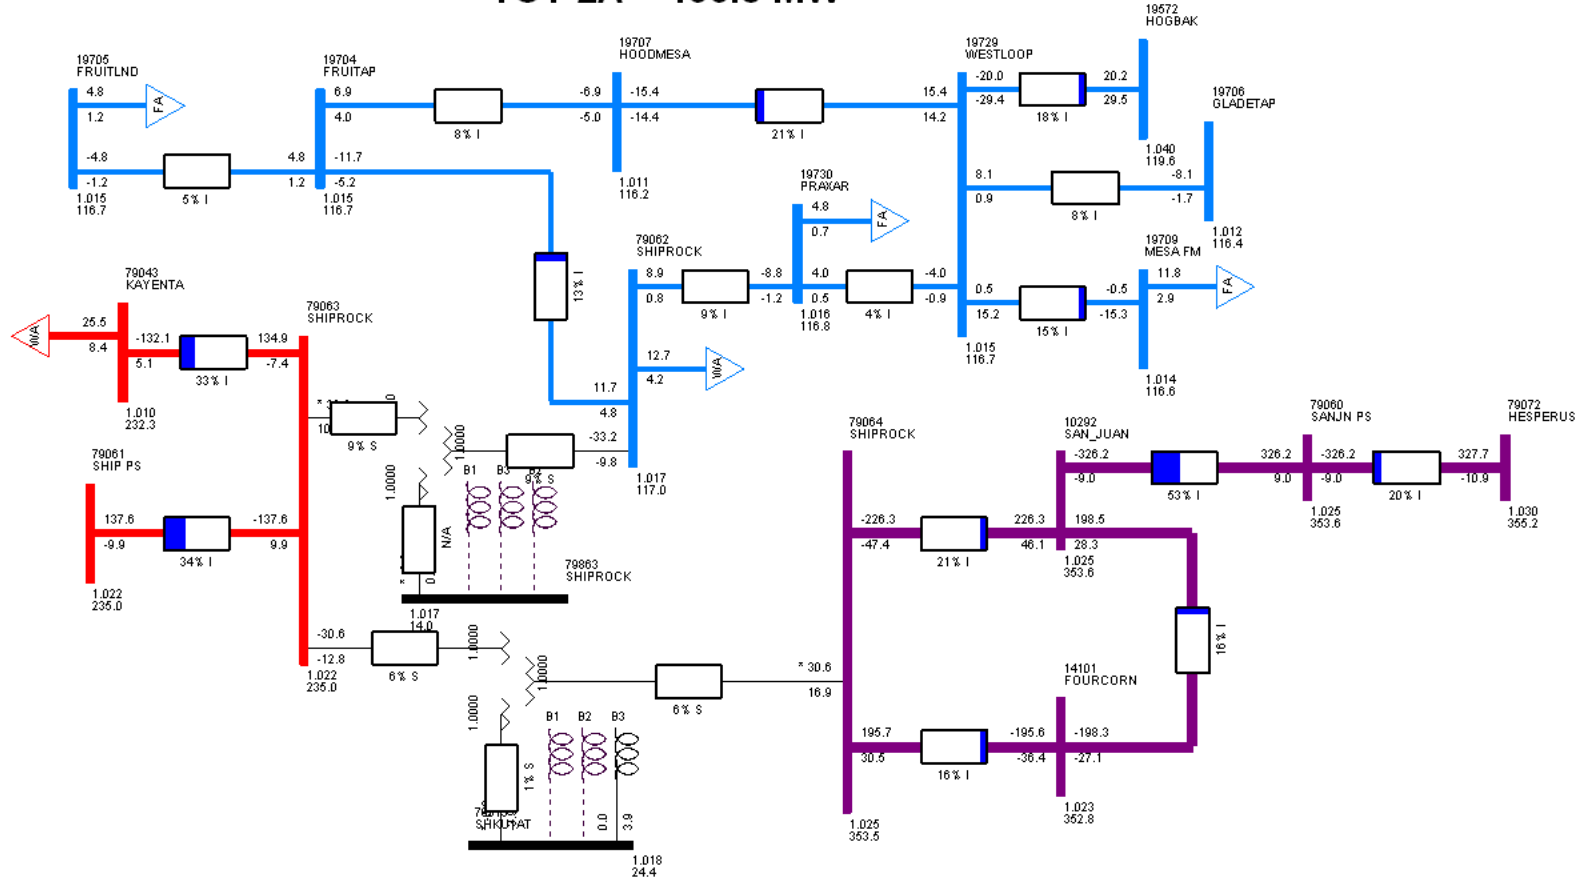 19572
HOGBAK
19705
FRUITLND
19704
FRUITAP
19707
HOODMESA
19729
WESTLOOP
19706
GLADETAP
4.8
1.2
FA
6.9
4.0
8% I
-6.9
-5.0
-15.4
-14.4
21% I
15.4
14.2
-20.0
-29.4
18% I
20.2
29.5
1.040
119.6
-4.8
-1.2
5% I
4.8
1.2
-11.7
-5.2
1.015
116.7
1.015
116.7
1.011
116.2
8.1
0.9
8% I
-8.1
-1.7
1.012
116.4
19730
PRAXAR
4.8
0.7
FA
79062
SHIPROCK
8.9
0.8
9% I
-8.8
-1.2
4.0
0.5
1.016
116.8
4% I
-4.0
-0.9
0.5
15.2
15% I
-0.5
-15.3
19709
MESA FM
11.8
2.9
FA
1.015
116.7
1.014
116.6
13% I
12.7
4.2
WA
11.7
4.8
-33.2
-9.8
1.017
117.0
79043
KAYENTA
WA
25.5
8.4
-132.1
5.1
33% I
134.9
-7.4
79063
SHIPROCK
1.010
232.3
9% S
1.0000
9% S
1.0000
B1
B3
N/A
79863
SHIPROCK
1.017
14.0
79061
SHIP PS
137.6
-9.9
34% I
-137.6
9.9
1.022
235.0
-30.6
-12.8
6% S
1.0000
1.022
235.0
1.0000
6% S
* 30.6
16.9
1.0000
B1
B2
B3
1% S
0.0
3.9
1.018
24.4
79064
SHIPROCK
-226.3
-47.4
21% I
226.3
46.1
198.5
28.3
1.025
353.6
10292
SAN_JUAN
-326.2
-9.0
53% I
326.2
9.0
79060
SANJN PS
-326.2
-9.0
20% I
327.7
-10.9
79072
HESPERUS
1.025
353.6
1.030
355.2
16% I
14101
FOURCORN
195.7
30.5
16% I
-195.6
-36.4
-198.3
-27.1
1.023
352.8
1.025
353.5